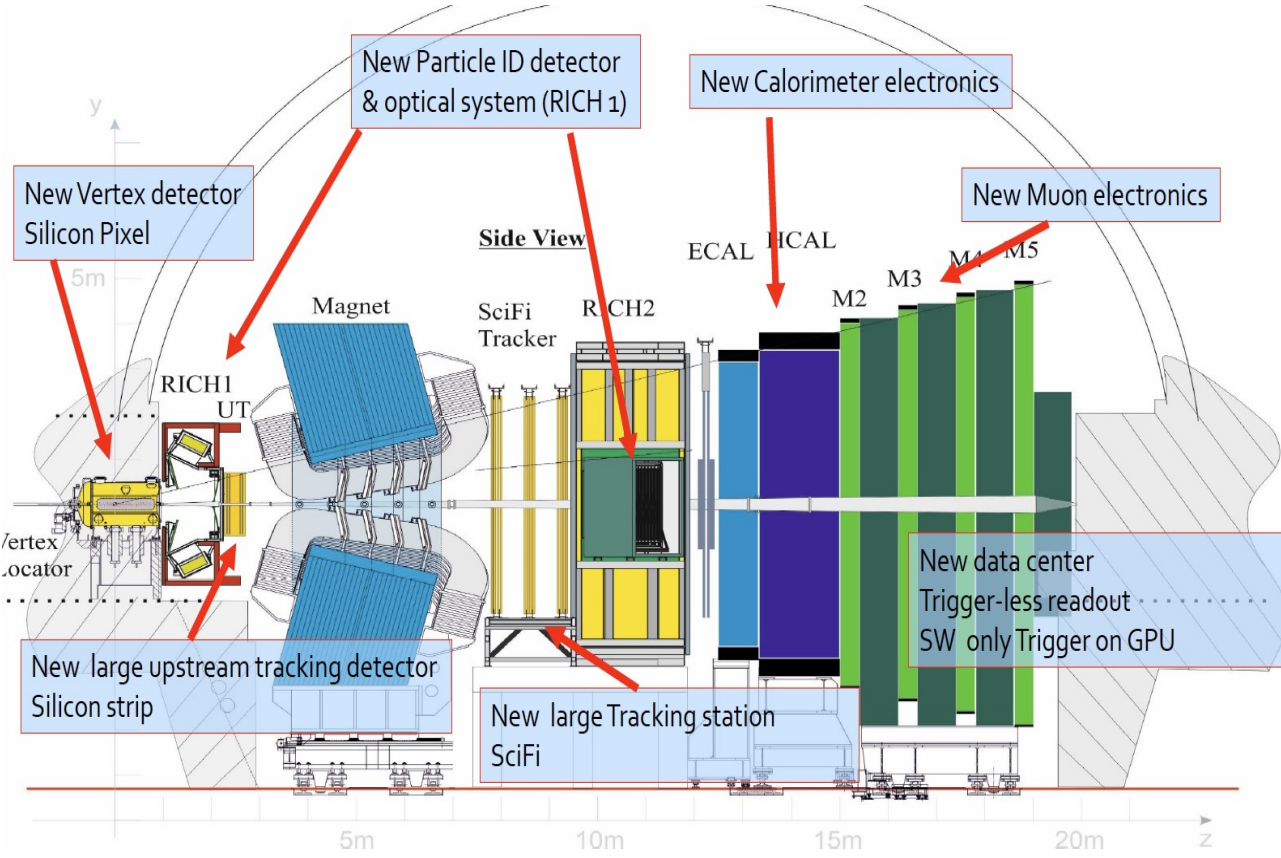 New Particle ID detector
& optical system (RICH 1)
New Calorimeter electronics
y
New Vertex detector
Silicon Pixel
New Muon electronics
Side View
ECAL
HCAL
M5
M4
M3
M2
5m
Magnet
SciFi
Tracker
RICH2
RICH1
UT
Vertex
Locator
New data center
Trigger-less readout
SW only Trigger on GPU
New large upstream tracking detector
Silicon strip
New large Tracking station
SciFi
5m
10m
15m
20m
z